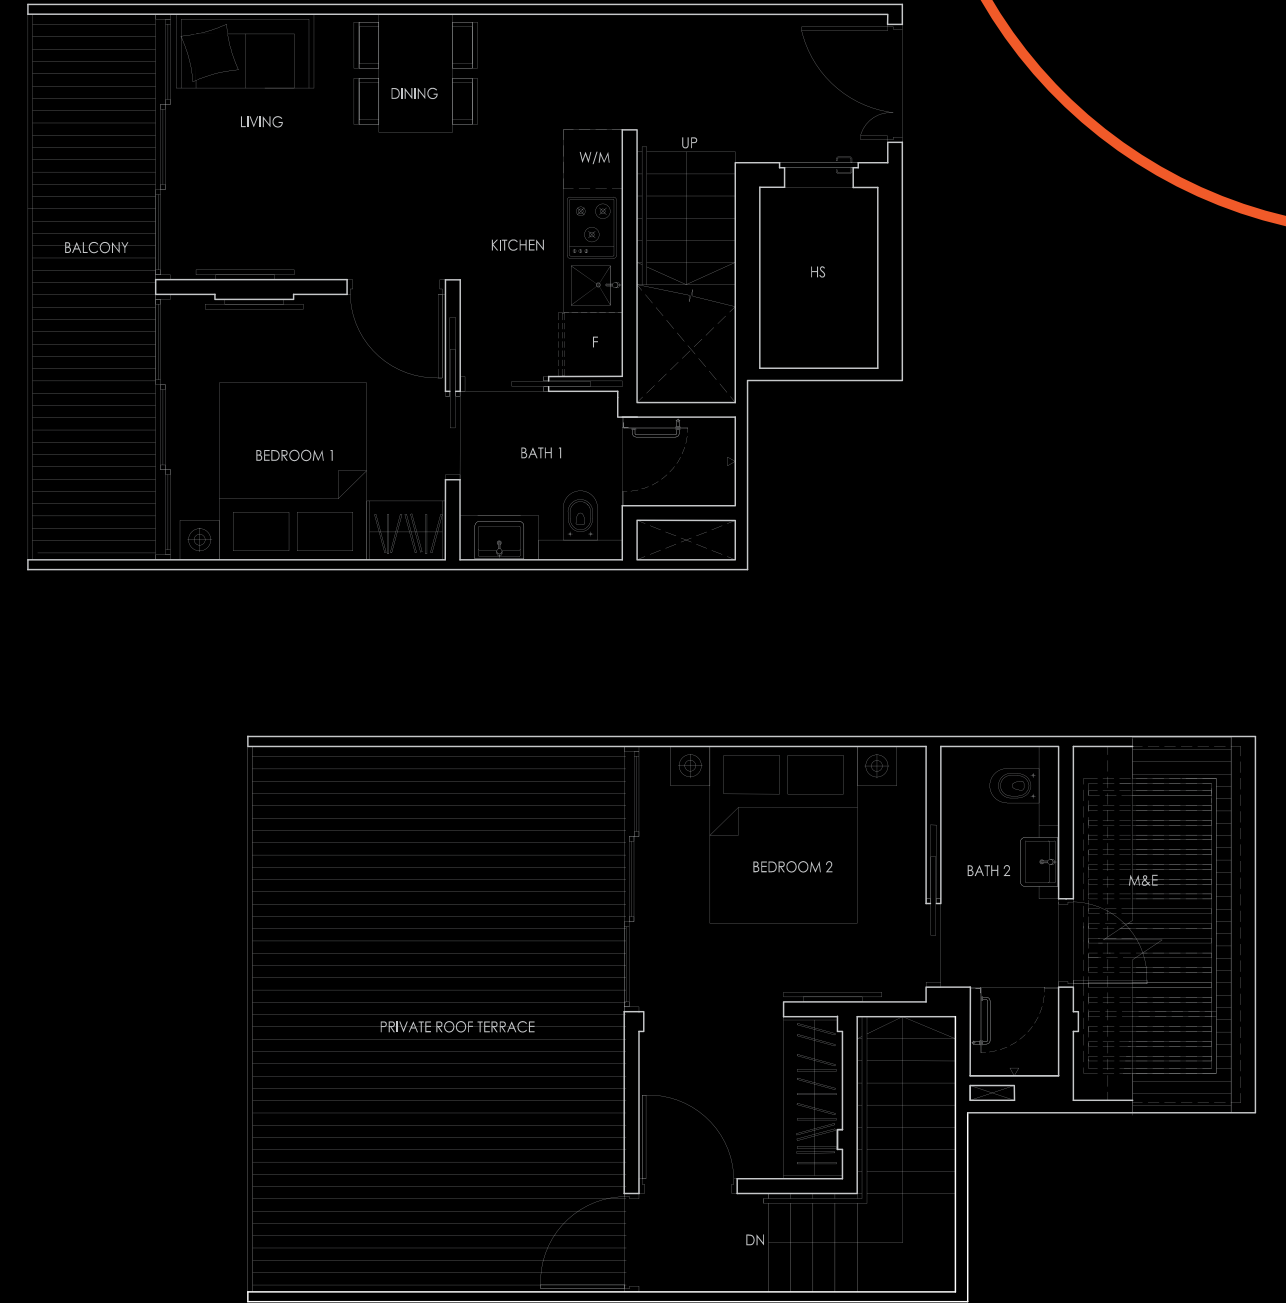 DINING
LIVING
UP
W/M
BALCONY
KITCHEN
HS
F
BEDROOM 1
BATH 1
BEDROOM 2
BATH 2
M&E
PRIVATE ROOF TERRACE
DN